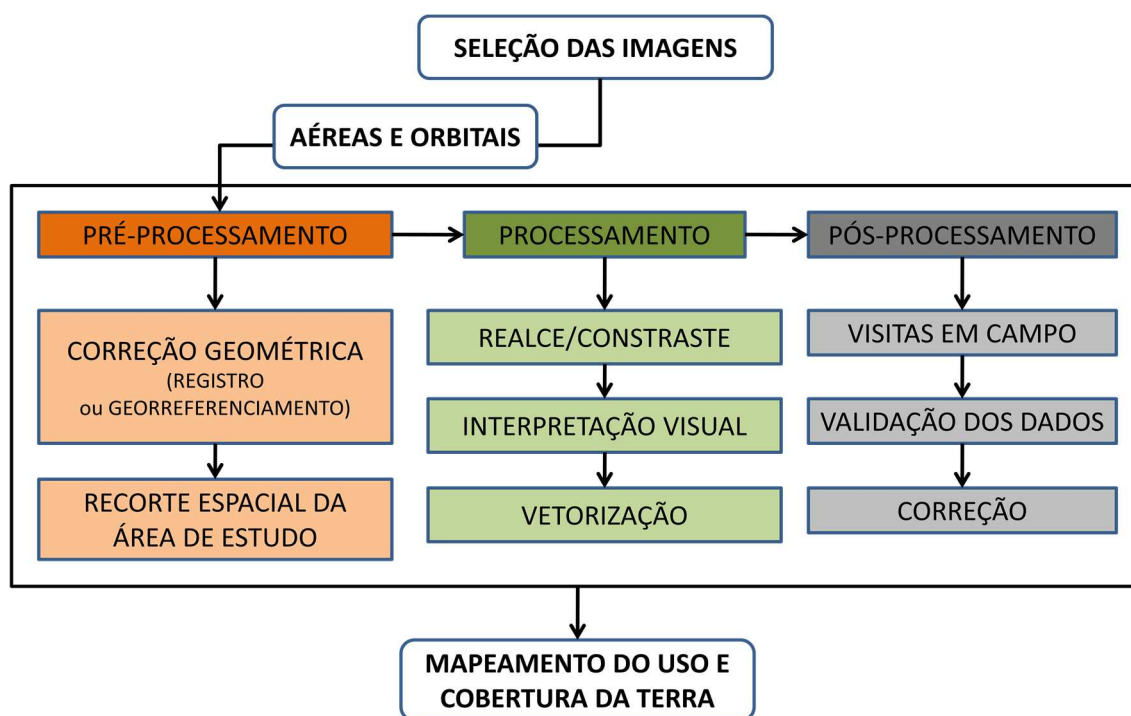 SELEÇÃO DAS IMAGENS
AÉREAS E ORBITAIS
PRÉ-PROCESSAMENTO
PROCESSAMENTO
PÓS-PROCESSAMENTO
CORREÇÃO GEOMÉTRICA
(REGISTRO
ou GEORREFERENCIAMENTO)
RECORTE ESPACIAL DA
ÁREA DE ESTUDO
REALCE/CONSTRASTE
INTERPRETAÇÃO VISUAL
VETORIZAÇÃO
VISITAS EM CAMPO
VALIDAÇÃO DOS DADOS
CORREÇÃO
MAPEAMENTO DO USO E
COBERTURA DA TERRA